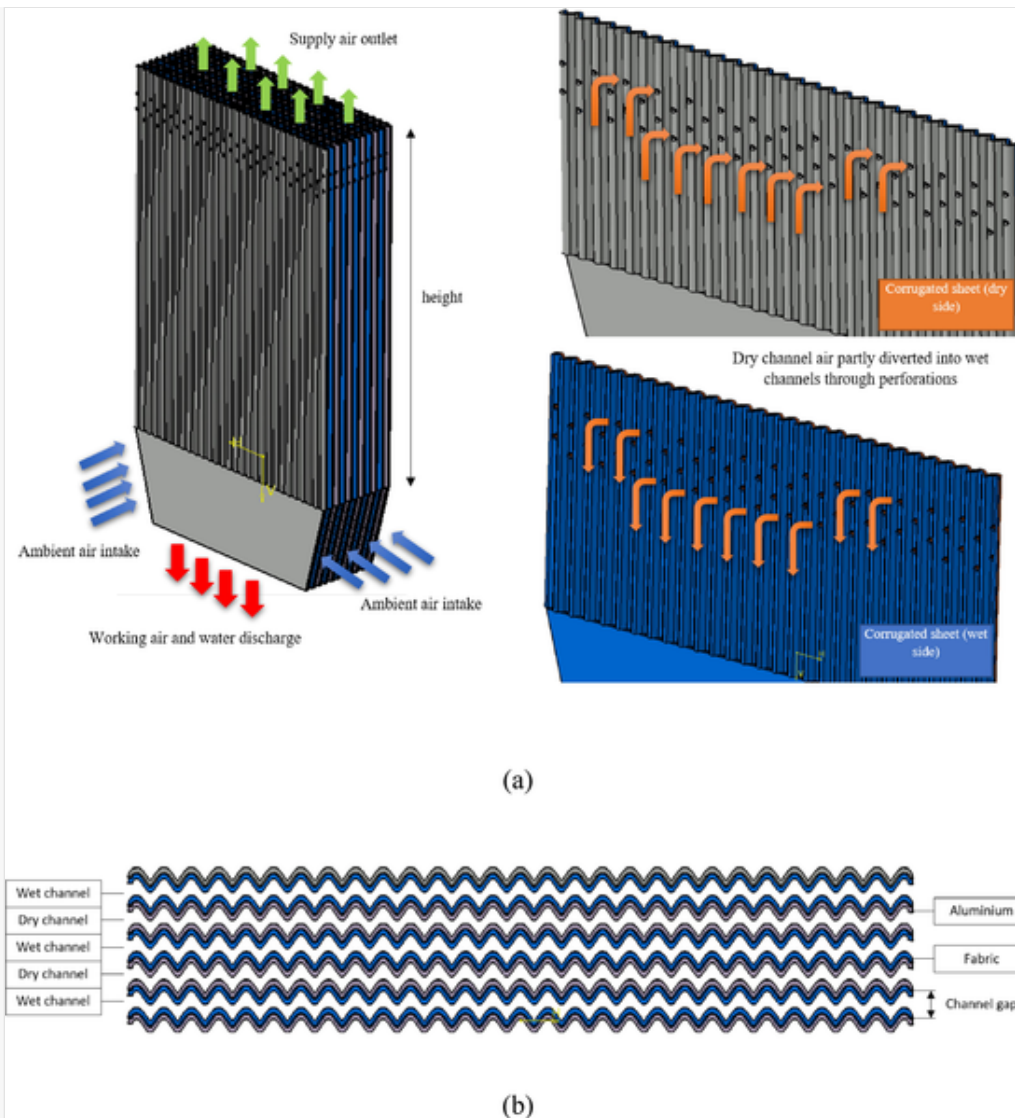 Supply air outlet
height
Ambient air intake
Ambient air intake
Working air and water discharge
Corrugated sheet (dry
side)
Dry channel air partly diverted into wet
channels through perforations
Corrugated sheet (wet
side)
(a)
Wet channel
Dry channel
Wet channel
Dry channel
Wet channel
Aluminium
Fabric
Channel gap
(b)